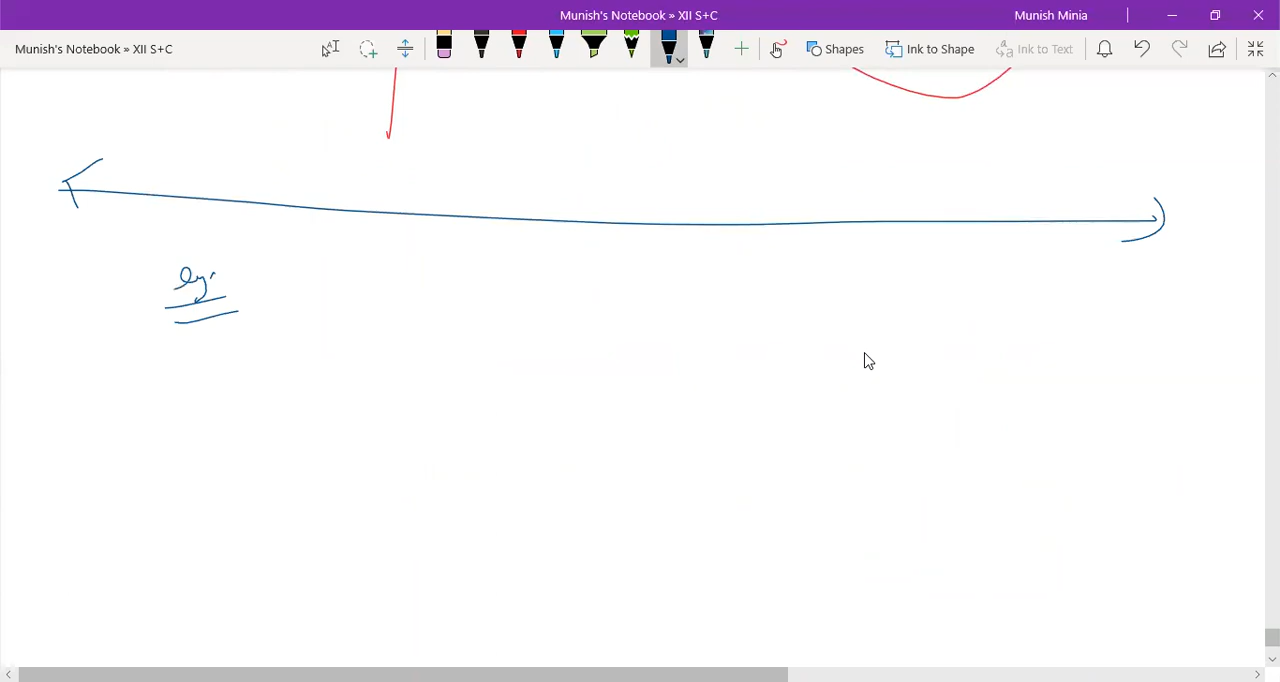 Munish's Notebook » XII S+C
Munish Minia
Munish's Notebook » XII S+C
Shapes
Ink to Shape
Ink to Text
eg: